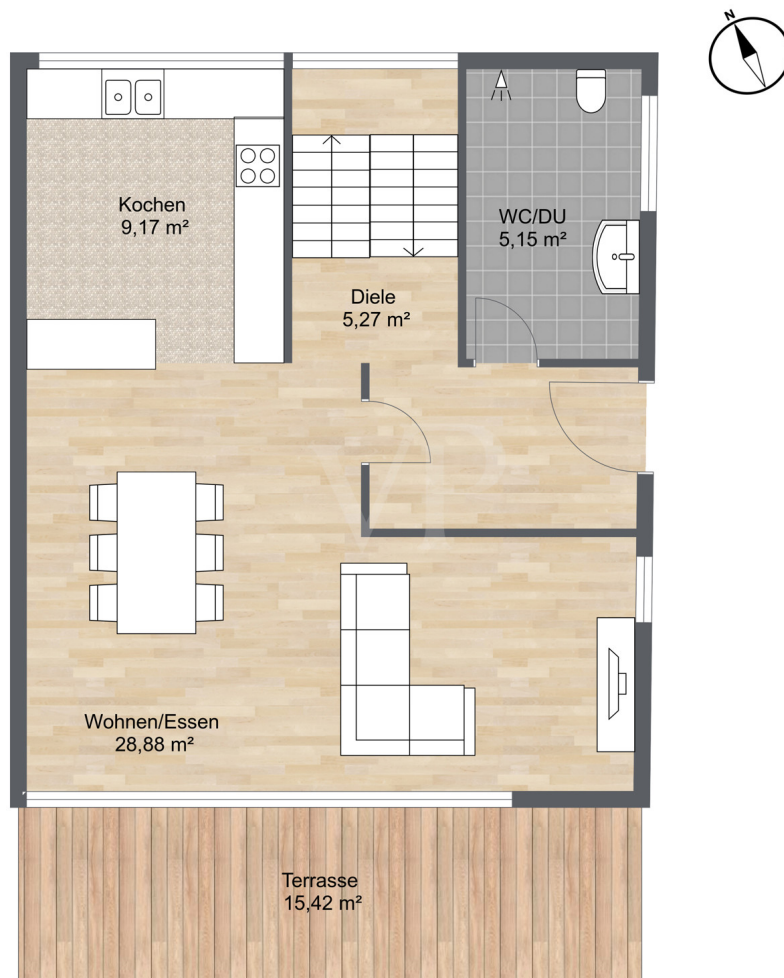 N
Kochen
9,17 m²
WC/DU
5,15 m²
Diele
5,27 m²
VP
Wohnen/Essen
28,88 m²
Terrasse
15,42 m²